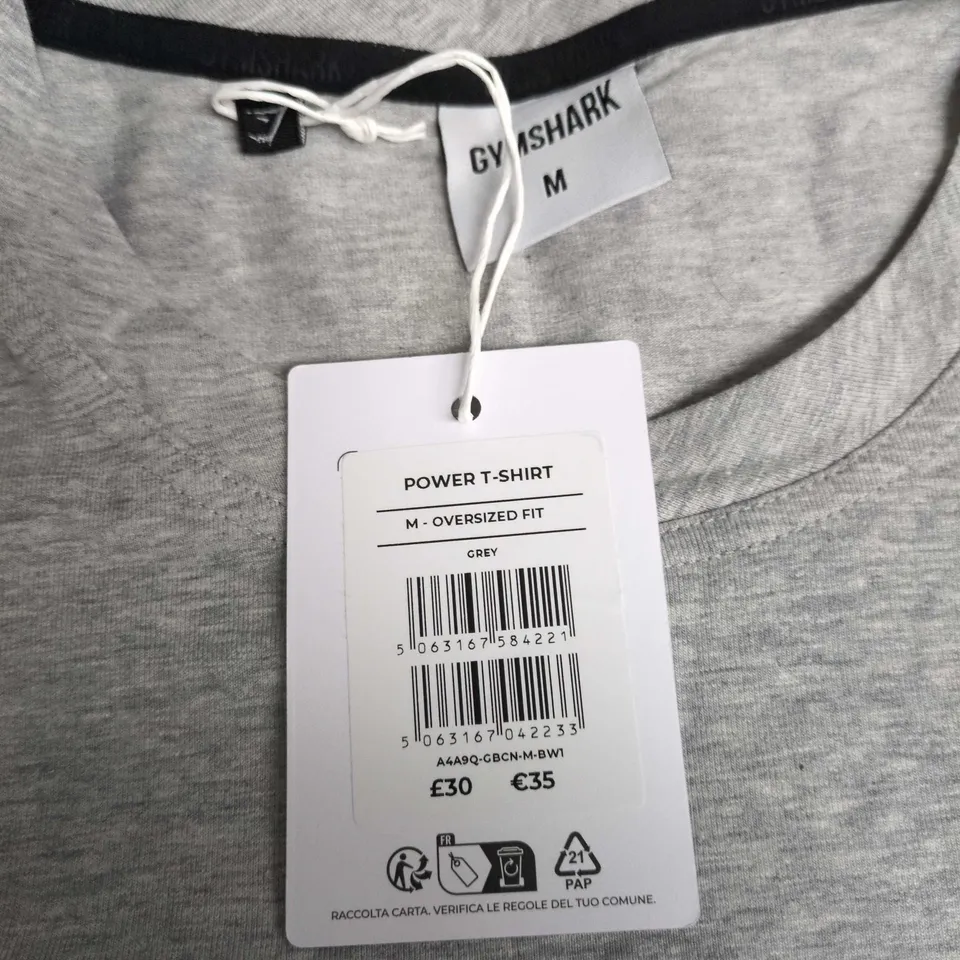 GYMSHARK
M
POWER T-SHIRT
M - OVERSIZED FIT
GREY
5 063167 584221
5 063167 042233
A4A9Q-GBCN-M-BW1
£30 €35
FR
21
PAP
RACCOLTA CARTA. VERIFICA LE REGOLE DEL TUO COMUNE.